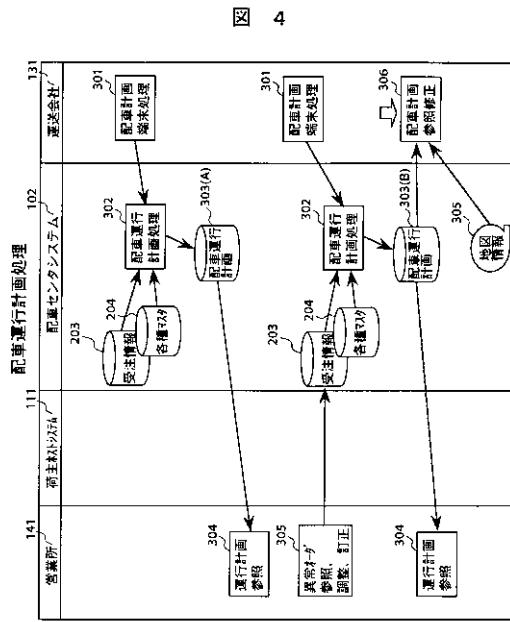 図 4
配車運行計画処理
141
営業所
111
荷主ホストシステム
102
配車センタシステム
131
運送会社
203
受注情報
204
各種マスタ
302
配車運行
計画処理
301
配車計画
端末処理
303(A)
配車運行
計画
304
運行計画
参照
305
異常オーダ
参照、
調整、訂正
203
受注情報
204
各種マスタ
302
配車運行
計画処理
301
配車計画
端末処理
303(B)
配車運行
計画
304
運行計画
参照
305
地図
情報
306
配車計画
参照修正